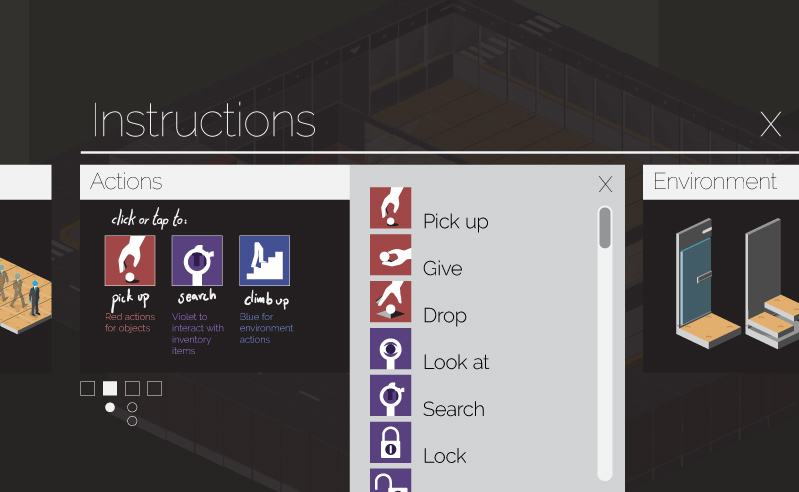 Instructions
X
Actions
click or tap to:
pick up
search
climb up
Red actions
for objects
Violet to
interact with
inventory
items
Blue for
environment
actions
X
Pick up
Give
Drop
Look at
Search
Lock
Environment